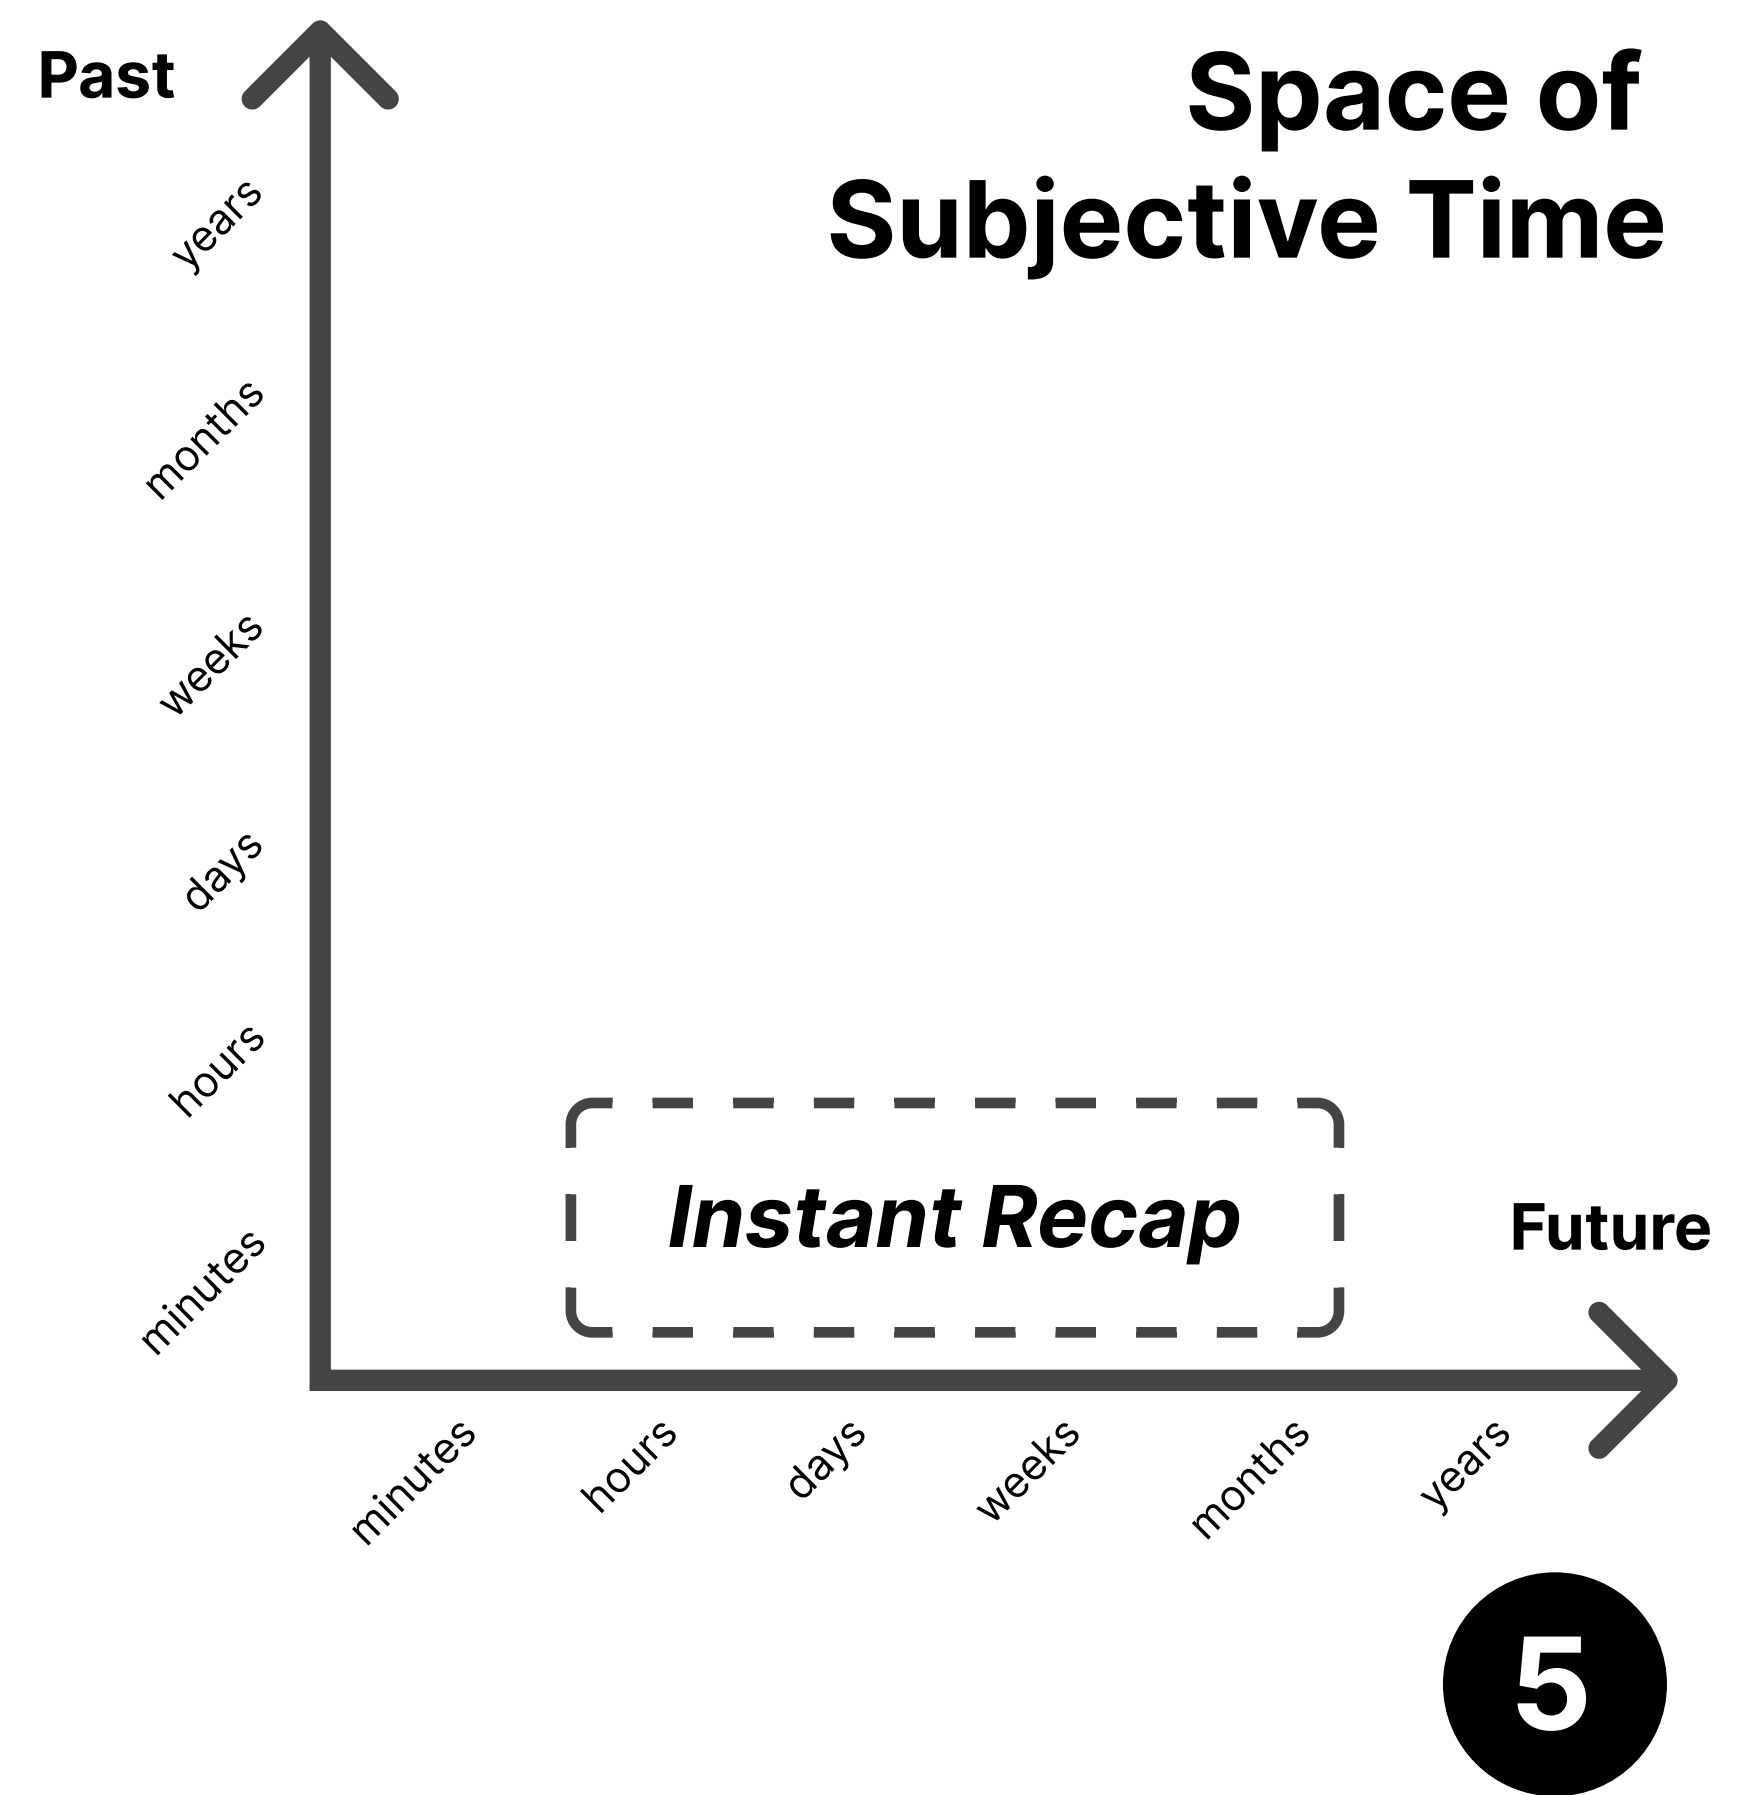 Past
Space of
Subjective Time
years
months
weeks
days
hours
minutes
Instant Recap
Future
minutes
hours
days
weeks
months
years
5